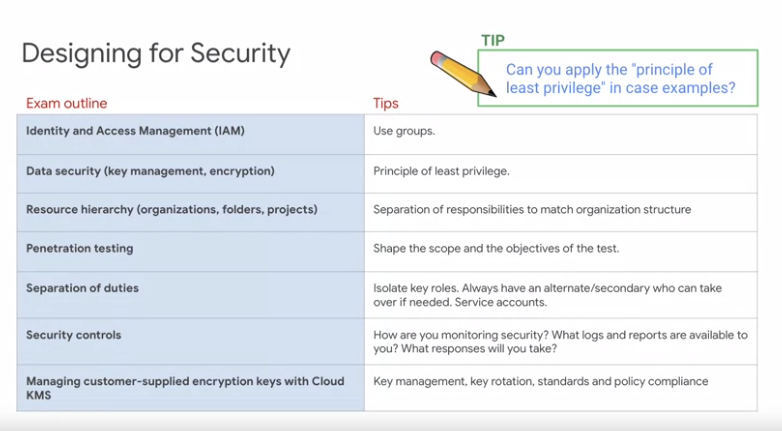 TIP
Designing for Security
Can you apply the "principle of
least privilege" in case examples?
Exam outline
Tips
Identity and Access Management (IAM)
Use groups.
Data security (key management, encryption)
Principle of least privilege.
Resource hierarchy (organizations, folders, projects)
Separation of responsibilities to match organization structure
Penetration testing
Shape the scope and the objectives of the test.
Separation of duties
Isolate key roles. Always have an alternate/secondary who can take
over if needed. Service accounts.
Security controls
How are you monitoring security? What logs and reports are available to
you? What responses will you take?
Managing customer-supplied encryption keys with Cloud
KMS
Key management, key rotation, standards and policy compliance